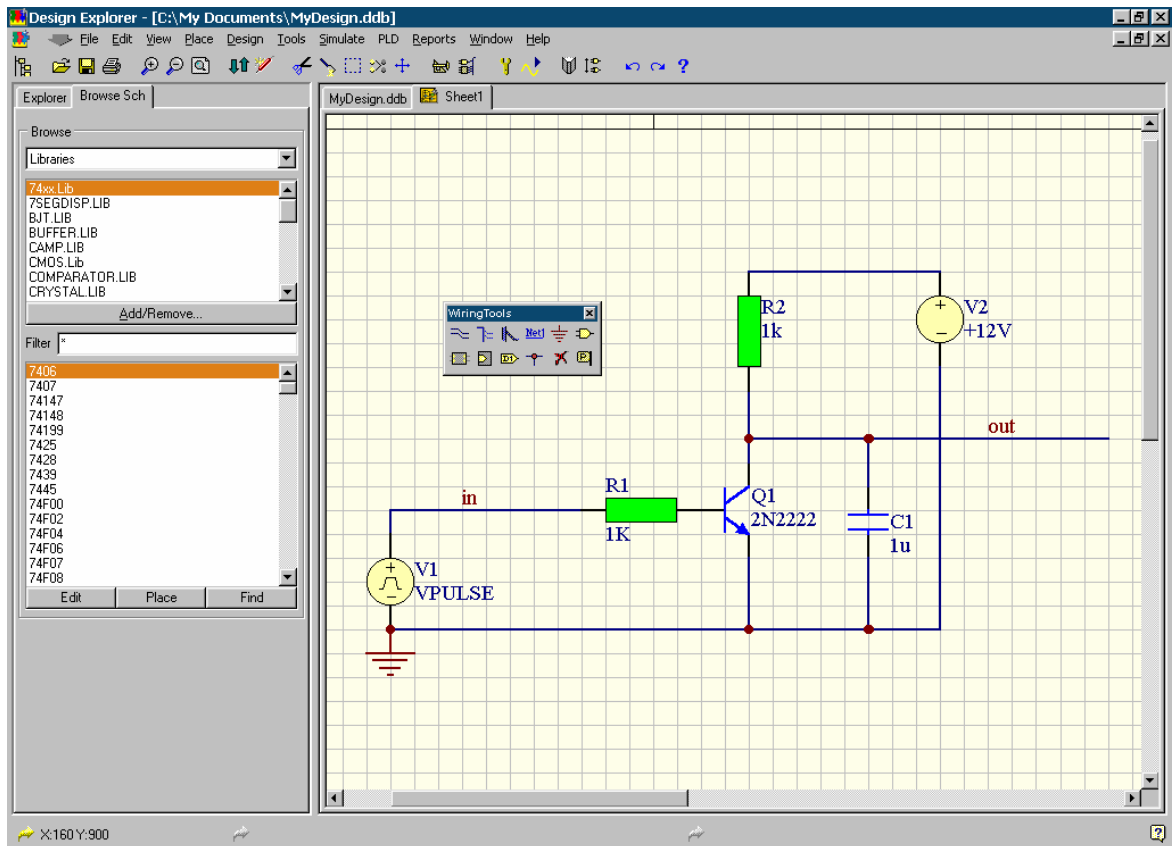 Design Explorer - [C:\My Documents\MyDesign.ddb]
File Edit View Place Design Tools Simulate PLD Reports Window Help
Explorer Browse Sch
MyDesign.ddb Sheet1
Browse
Libraries
74xx.Lib
7SEGDISP.LIB
BJT.LIB
BUFFER.LIB
CAMP.LIB
CMOS.Lib
COMPARATOR.LIB
CRYSTAL.LIB
Add/Remove...
Filter *
7406
7407
74147
74148
74199
7425
7428
7439
7445
74F00
74F02
74F04
74F06
74F07
74F08
Edit Place Find
WiringTools
Net1
D1
P
R2
1k
V2
+12V
out
R1
1K
in
Q1
2N2222
C1
1u
V1
VPULSE
X:160 Y:900